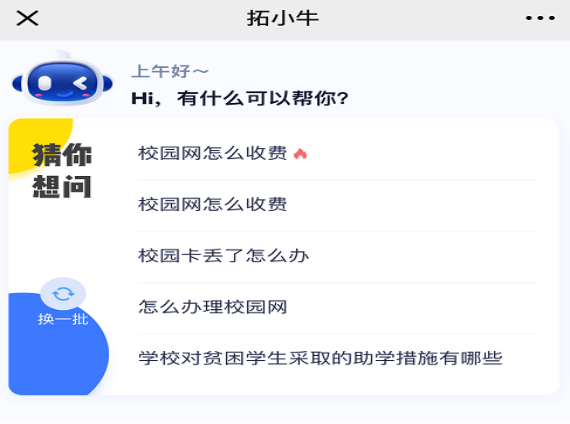 拓小牛
上午好～
Hi，有什么可以帮你?
猜你
想问
校园网怎么收费
校园网怎么收费
校园卡丢了怎么办
怎么办理校园网
换一批
学校对贫困学生采取的助学措施有哪些